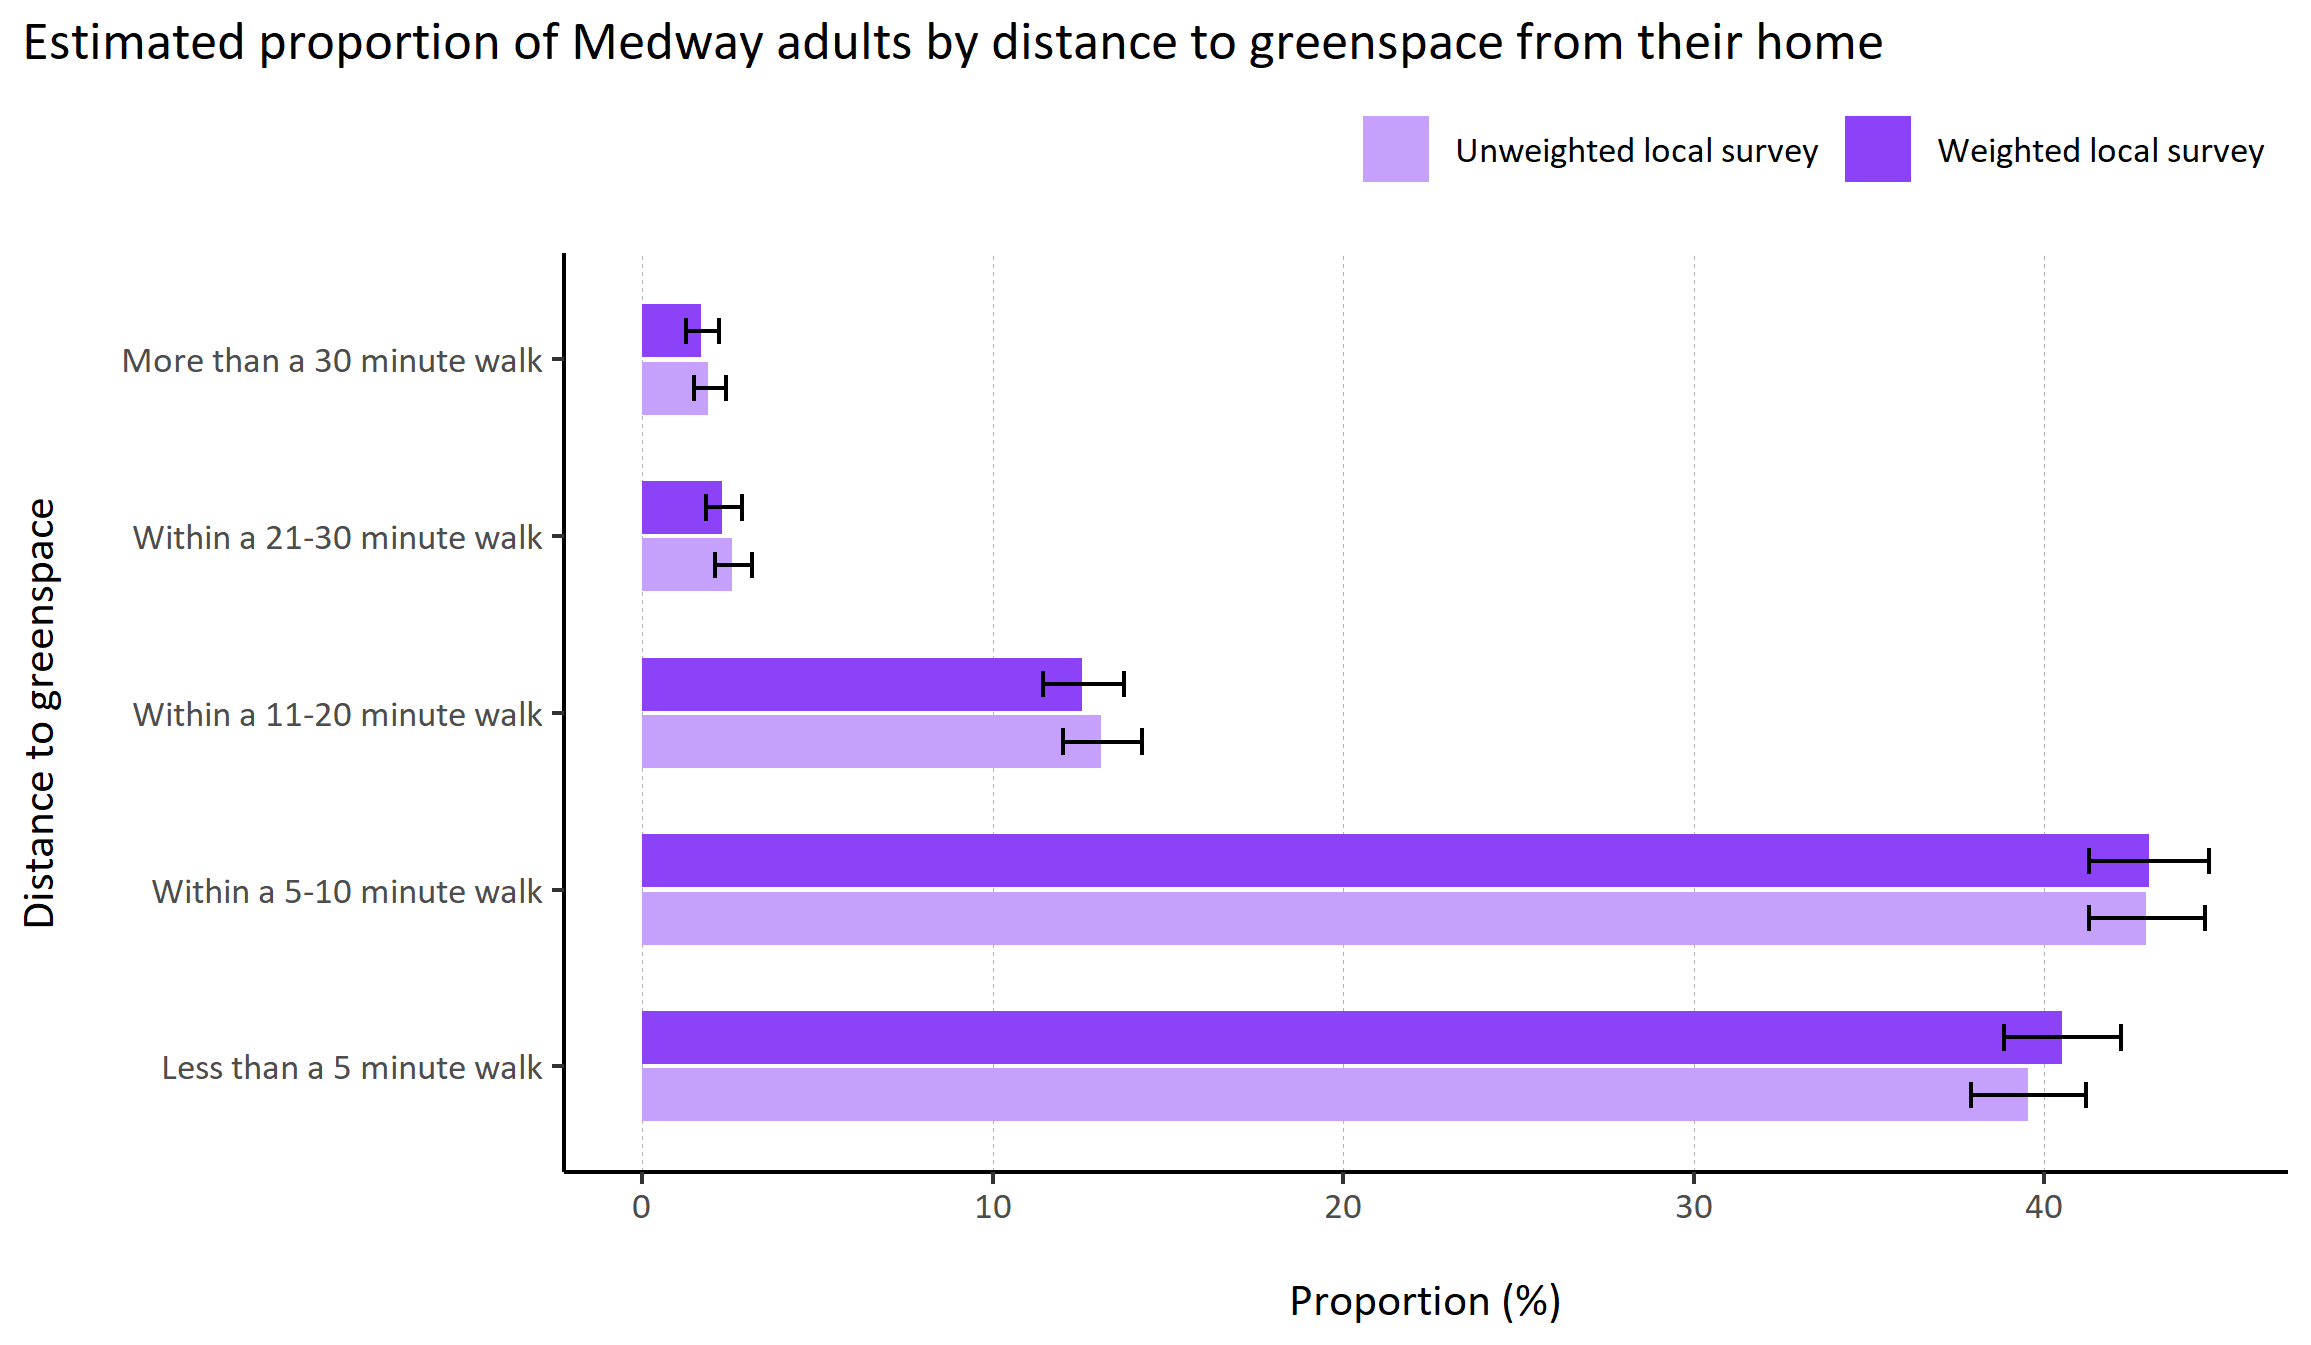 Estimated proportion of Medway adults by distance to greenspace from their home
Unweighted local survey
Weighted local survey
Distance to greenspace
More than a 30 minute walk
Within a 21-30 minute walk
Within a 11-20 minute walk
Within a 5-10 minute walk
Less than a 5 minute walk
0 10 20 30 40
Proportion (%)